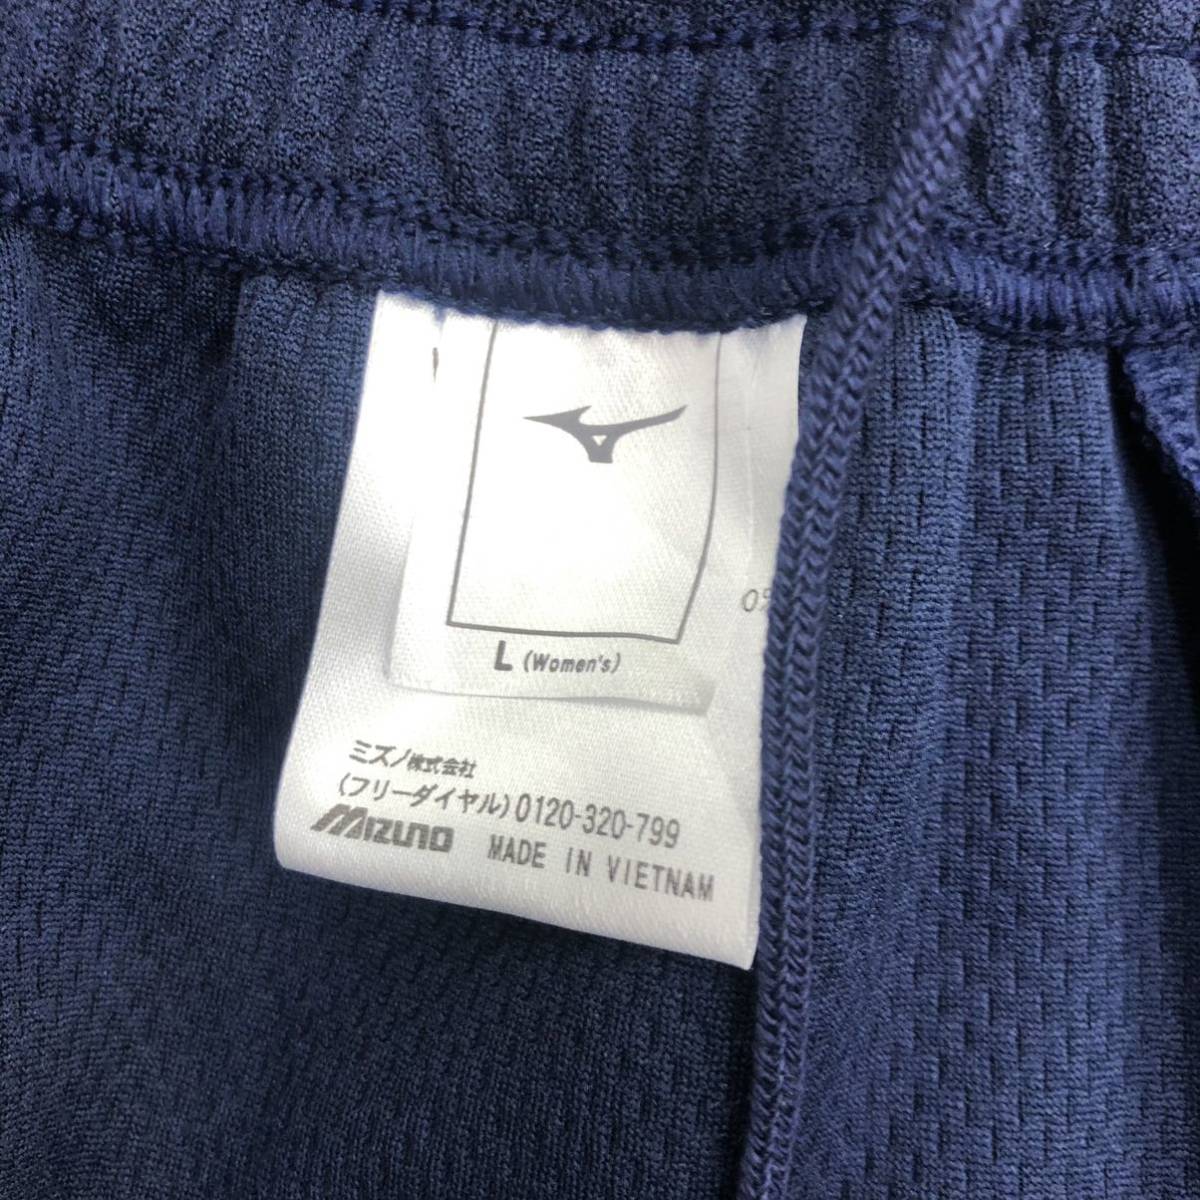 L (Women's)
ミズノ株式会社
(フリーダイヤル)0120-320-799
MIZUNO MADE IN VIETNAM